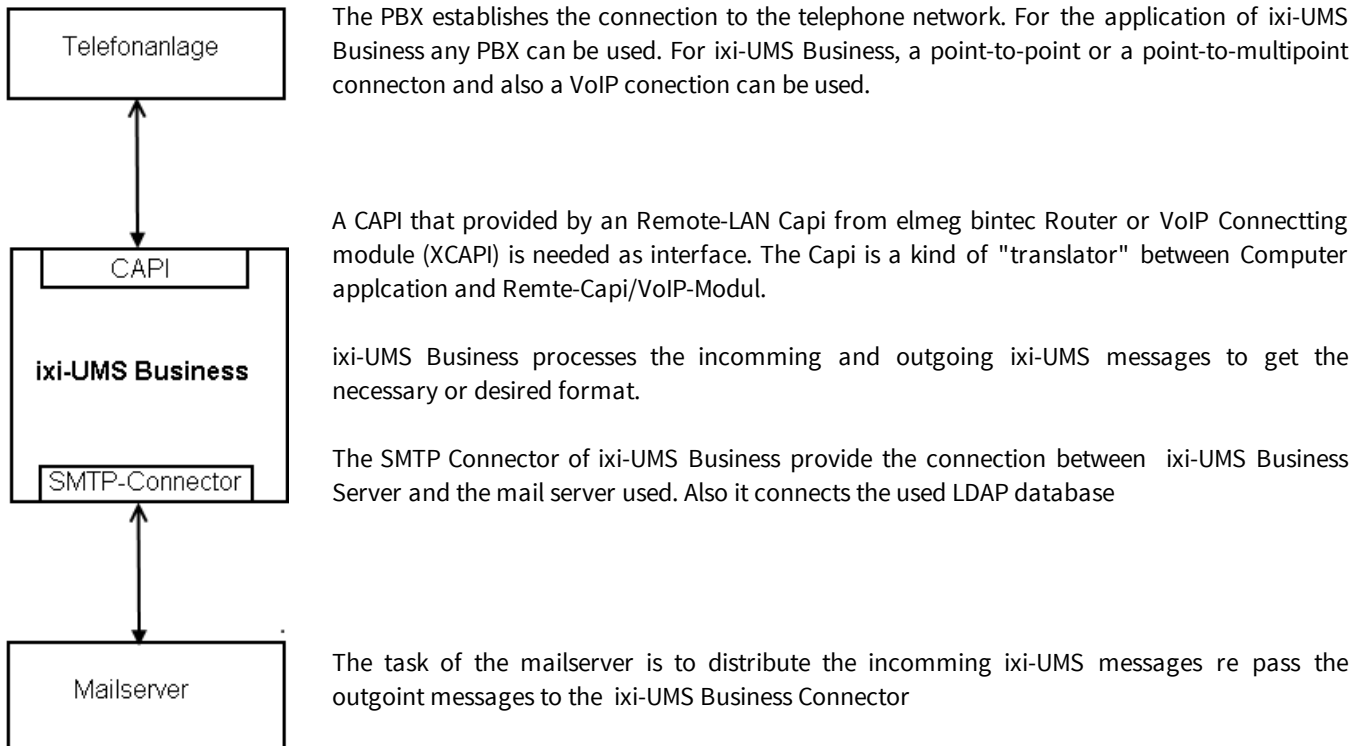 Telefonanlage
The PBX establishes the connection to the telephone network. For the application of ixi-UMS
Business any PBX can be used. For ixi-UMS Business, a point-to-point or a point-to-multipoint
connecton and also a VoIP conection can be used.
CAPI
A CAPI that provided by an Remote-LAN Capi from elmeg bintec Router or VoIP Connectting
module (XCAPI) is needed as interface. The Capi is a kind of "translator" between Computer
applcation and Remte-Capi/VoIP-Modul.
ixi-UMS Business
ixi-UMS Business processes the incomming and outgoing ixi-UMS messages to get the
necessary or desired format.
SMTP-Connector
The SMTP Connector of ixi-UMS Business provide the connection between ixi-UMS Business
Server and the mail server used. Also it connects the used LDAP database
Mailserver
The task of the mailserver is to distribute the incomming ixi-UMS messages re pass the
outgoint messages to the ixi-UMS Business Connector